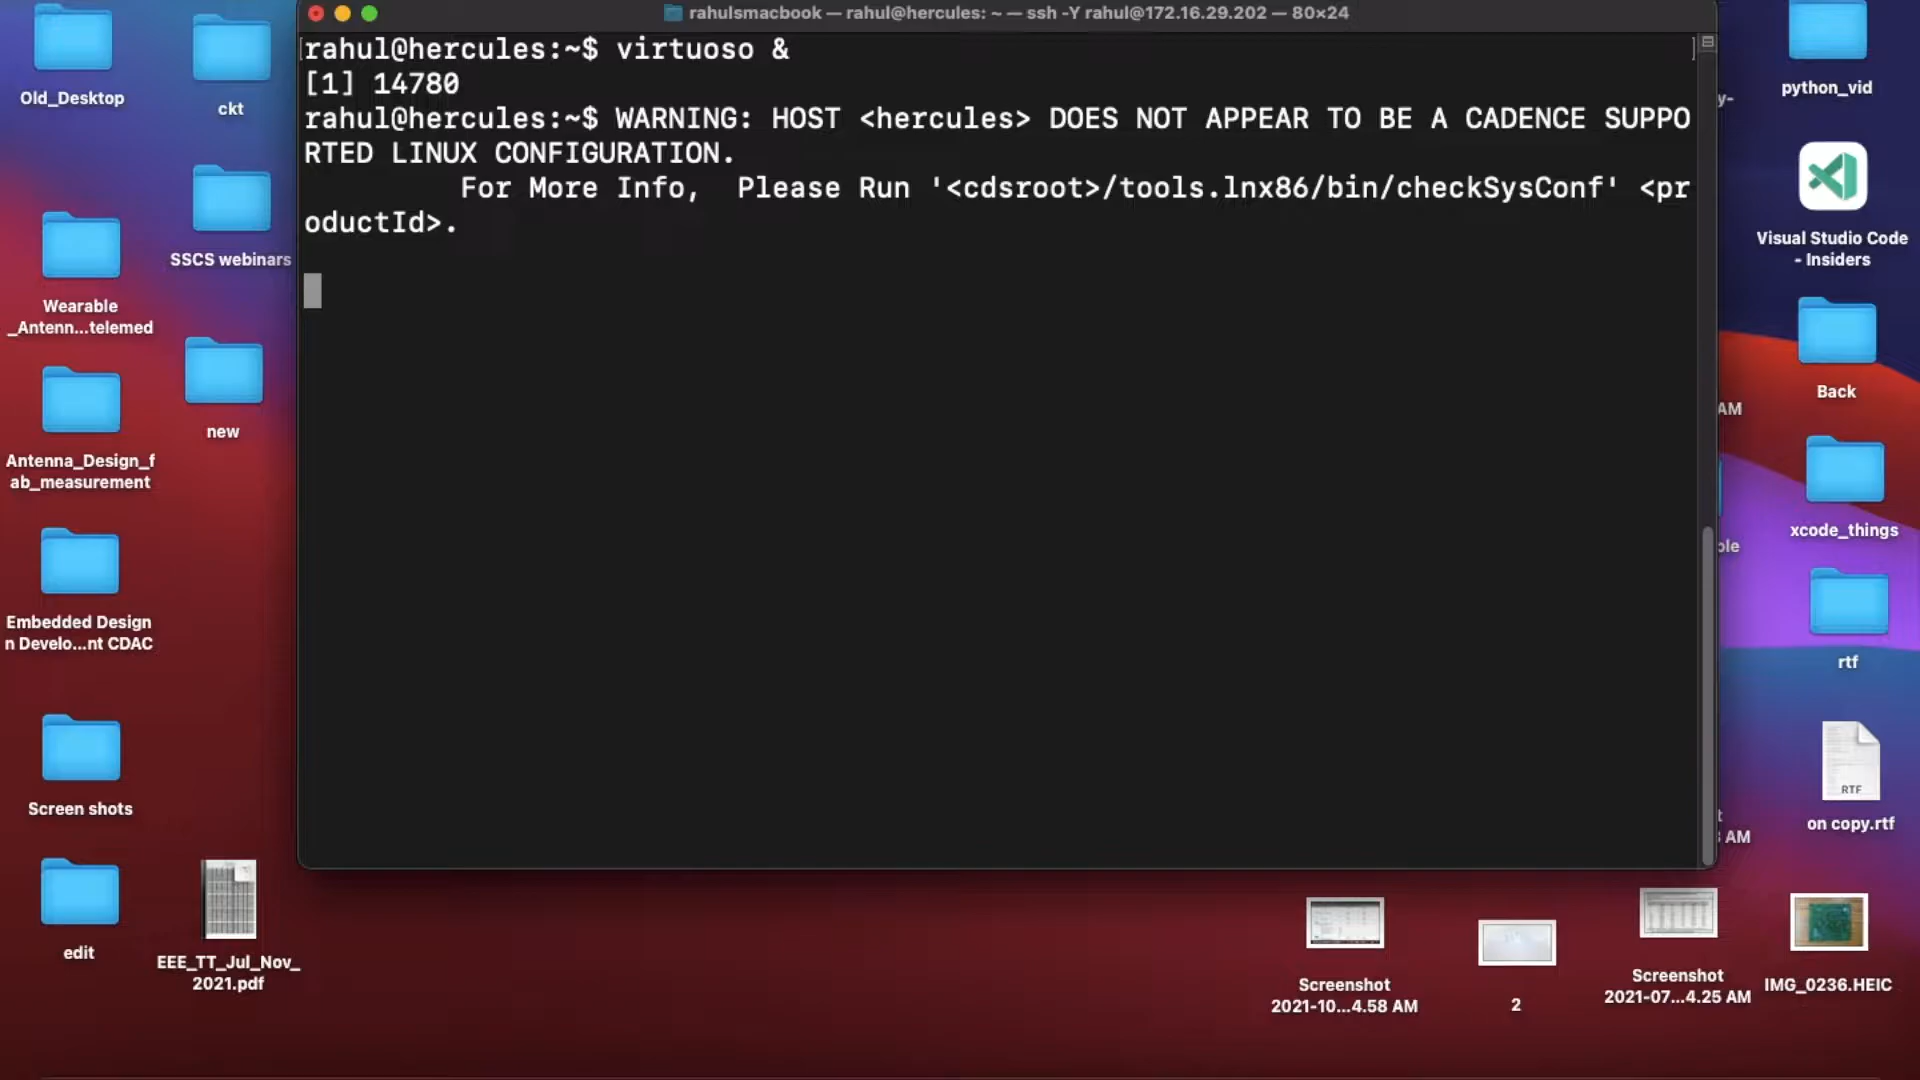 rahulsmacbook — rahul@hercules: ~ — ssh -Y rahul@172.16.29.202 — 80×24
rahul@hercules:~$ virtuoso &
[1] 14780
rahul@hercules:~$ WARNING: HOST <hercules> DOES NOT APPEAR TO BE A CADENCE SUPPO
RTED LINUX CONFIGURATION.
For More Info, Please Run '<cdsroot>/tools.lnx86/bin/checkSysConf' <pr
oductId>.
Old_Desktop
ckt
SSCS webinars
Wearable
_Antenn...telemed
new
Antenna_Design_f
ab_measurement
Embedded Design
n Develo...nt CDAC
Screen shots
edit
EEE_TT_Jul_Nov_
2021.pdf
python_vid
Visual Studio Code
- Insiders
Back
AM
xcode_things
rtf
RTF
on copy.rtf
AM
Screenshot
2021-10...4.58 AM
2
Screenshot
2021-07...4.25 AM
IMG_0236.HEIC